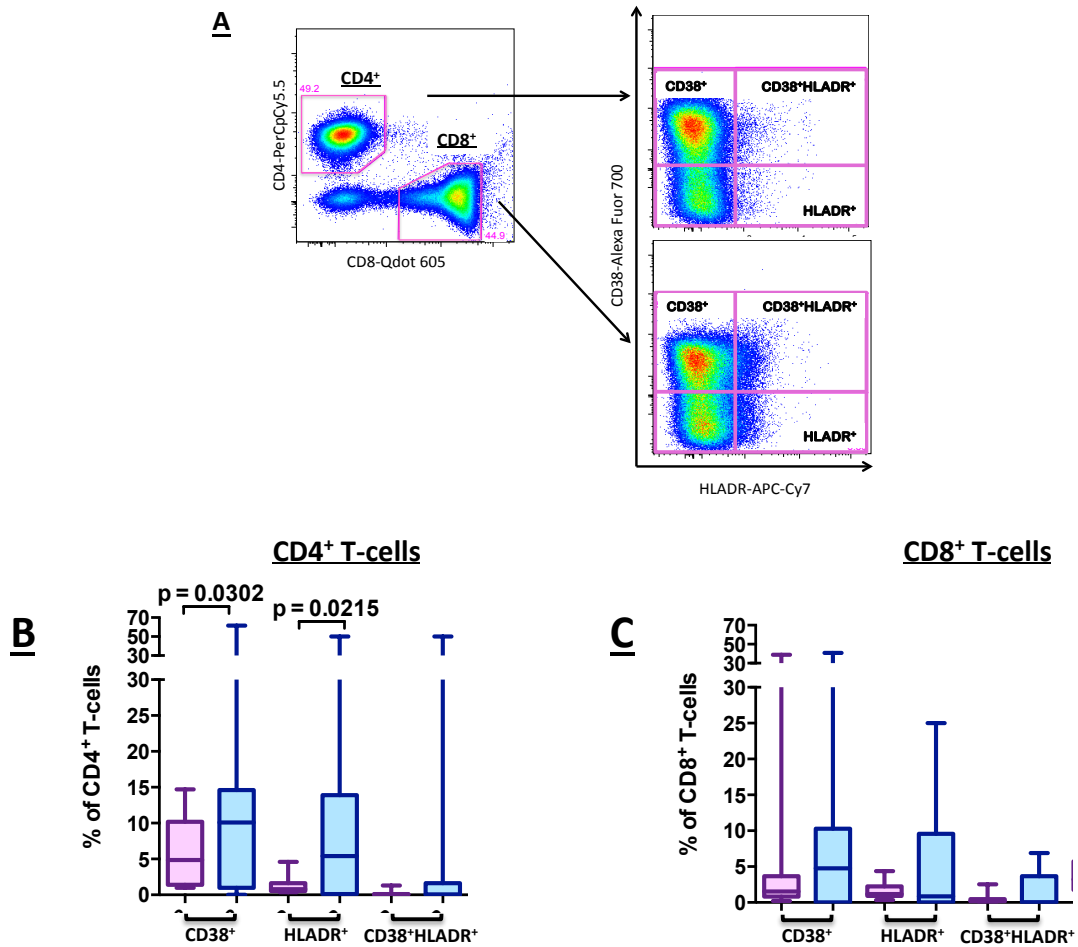 A
CD4+
49.2
CD8+
44.9
CD4-PerCpCy5.5
CD8-Qdot 605
CD38+
CD38+HLADR+
HLADR+
CD38+
CD38+HLADR+
HLADR+
CD38-Alexa Fuor 700
HLADR-APC-Cy7
CD4+ T-cells
B
p = 0.0302
p = 0.0215
70
50
30
30
25
20
15
10
5
0
% of CD4+ T-cells
CD38+
HLADR+
CD38+HLADR+
CD8+ T-cells
C
70
50
30
30
25
20
15
10
5
0
% of CD8+ T-cells
CD38+
HLADR+
CD38+HLADR+